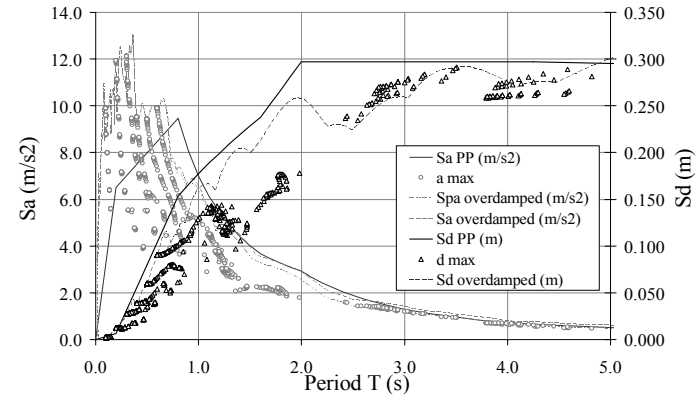 14.0
12.0
10.0
8.0
6.0
4.0
2.0
0.0
Sa (m/s2)
0.350
0.300
0.250
0.200
0.150
0.100
0.050
0.000
Sd (m)
Sa PP (m/s2)
a max
Spa overdamped (m/s2)
Sa overdamped (m/s2)
Sd PP (m)
d max
Sd overdamped (m)
0.0 1.0 2.0 3.0 4.0 5.0
Period T (s)